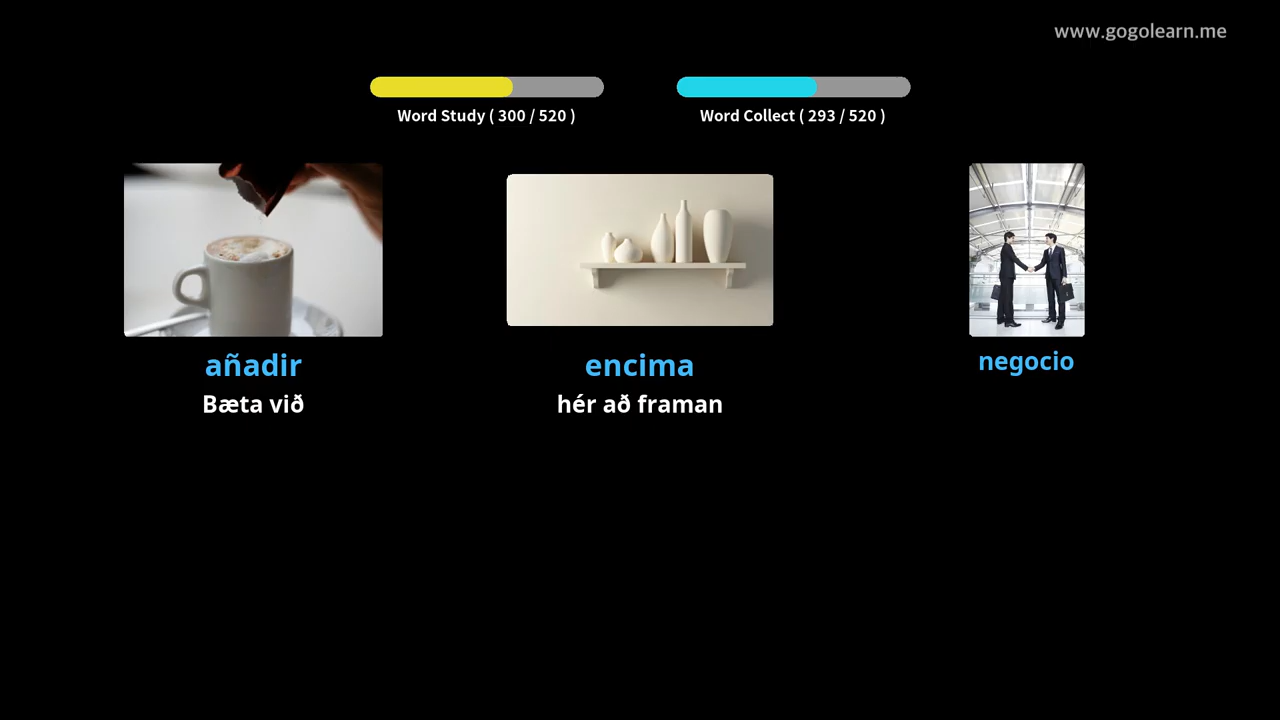 www.gogolearn.me
Word Study ( 300 / 520 )
Word Collect ( 293 / 520 )
añadir
Bæta við
encima
hér að framan
negocio